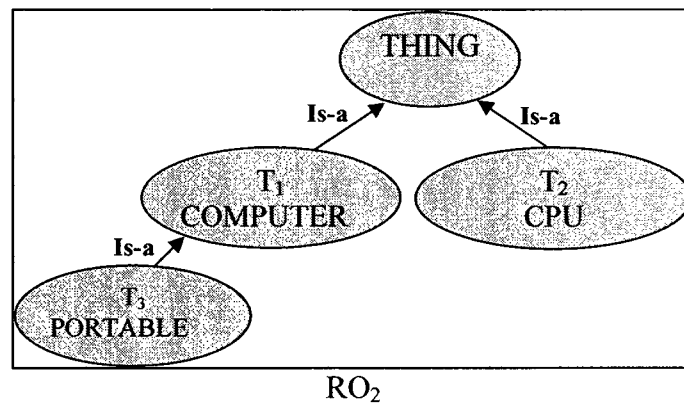 THING
Is-a
Is-a
T₁
COMPUTER
T₂
CPU
Is-a
T₃
PORTABLE
RO₂